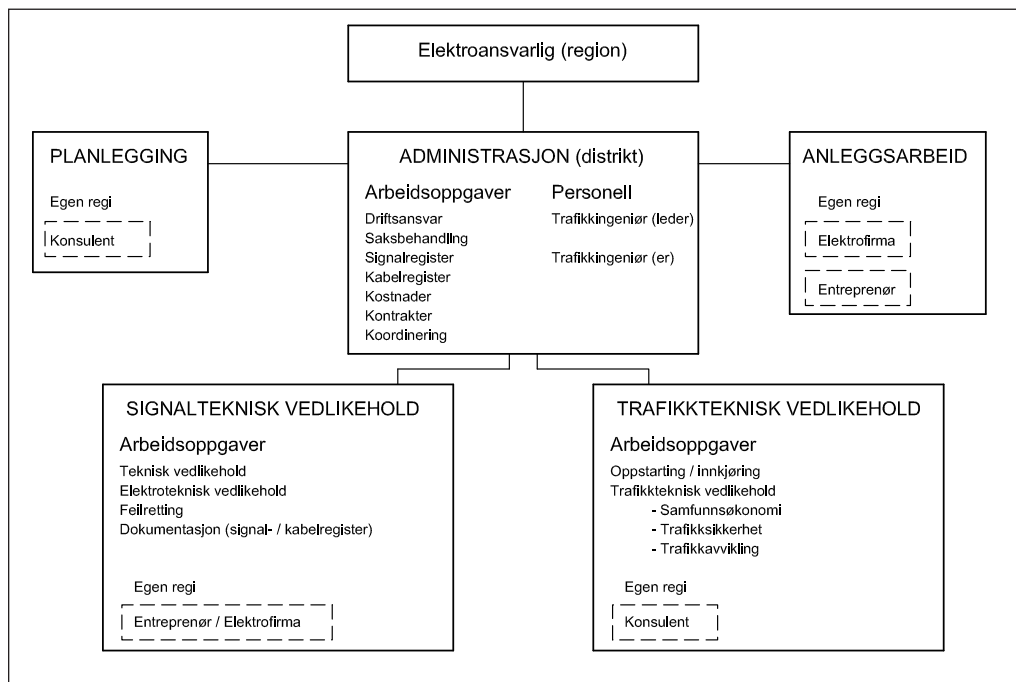 Elektroansvarlig (region)
PLANLEGGING
Egen regi
Konsulent
ADMINISTRASJON (distrikt)
Arbeidsoppgaver
Driftsansvar
Saksbehandling
Signalregister
Kabelregister
Kostnader
Kontrakter
Koordinering
Personell
Trafikkingeniør (leder)
Trafikkingeniør (er)
ANLEGGSARBEID
Egen regi
Elektrofirma
Entreprenør
SIGNALTEKNISK VEDLIKEHOLD
Arbeidsoppgaver
Teknisk vedlikehold
Elektroteknisk vedlikehold
Feilretting
Dokumentasjon (signal- / kabelregister)
Egen regi
Entreprenør / Elektrofirma
TRAFIKKTEKNISK VEDLIKEHOLD
Arbeidsoppgaver
Oppstarting / innkjøring
Trafikkteknisk vedlikehold
- Samfunnsøkonomi
- Trafikksikkerhet
- Trafikkavvikling
Egen regi
Konsulent